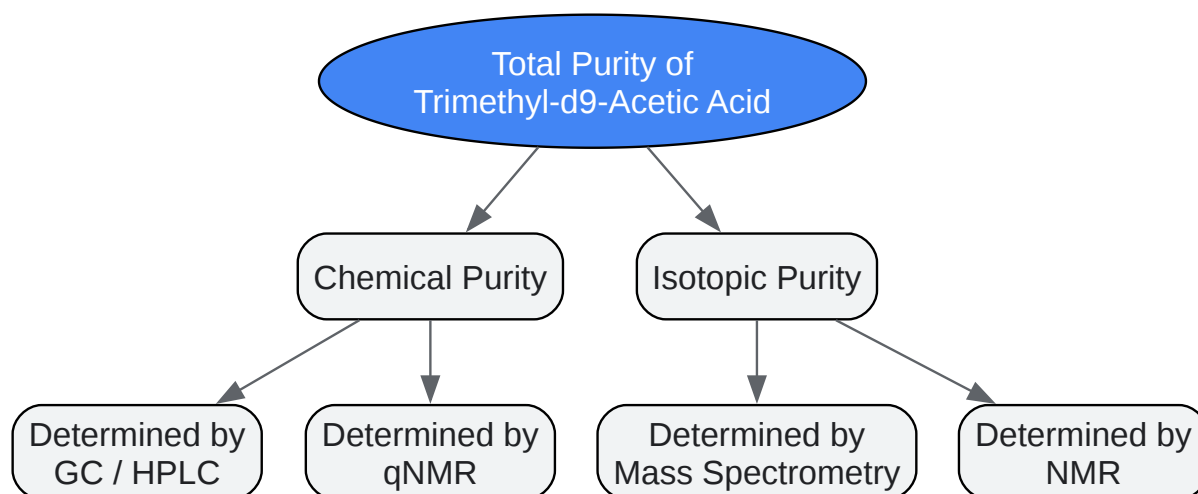 Total Purity of
Trimethyl-d9-Acetic Acid
Chemical Purity
Isotopic Purity
Determined by
GC / HPLC
Determined by
qNMR
Determined by
Mass Spectrometry
Determined by
NMR